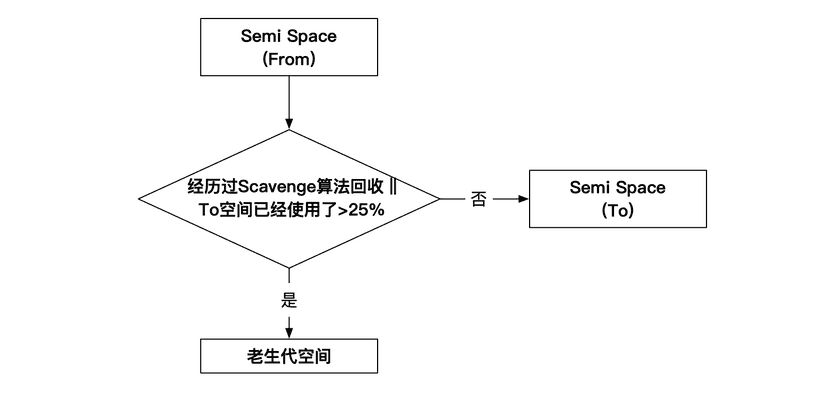 Semi Space
(From)
经历过Scavenge算法回收 ||
To空间已经使用了>25%
否
Semi Space
(To)
是
老生代空间